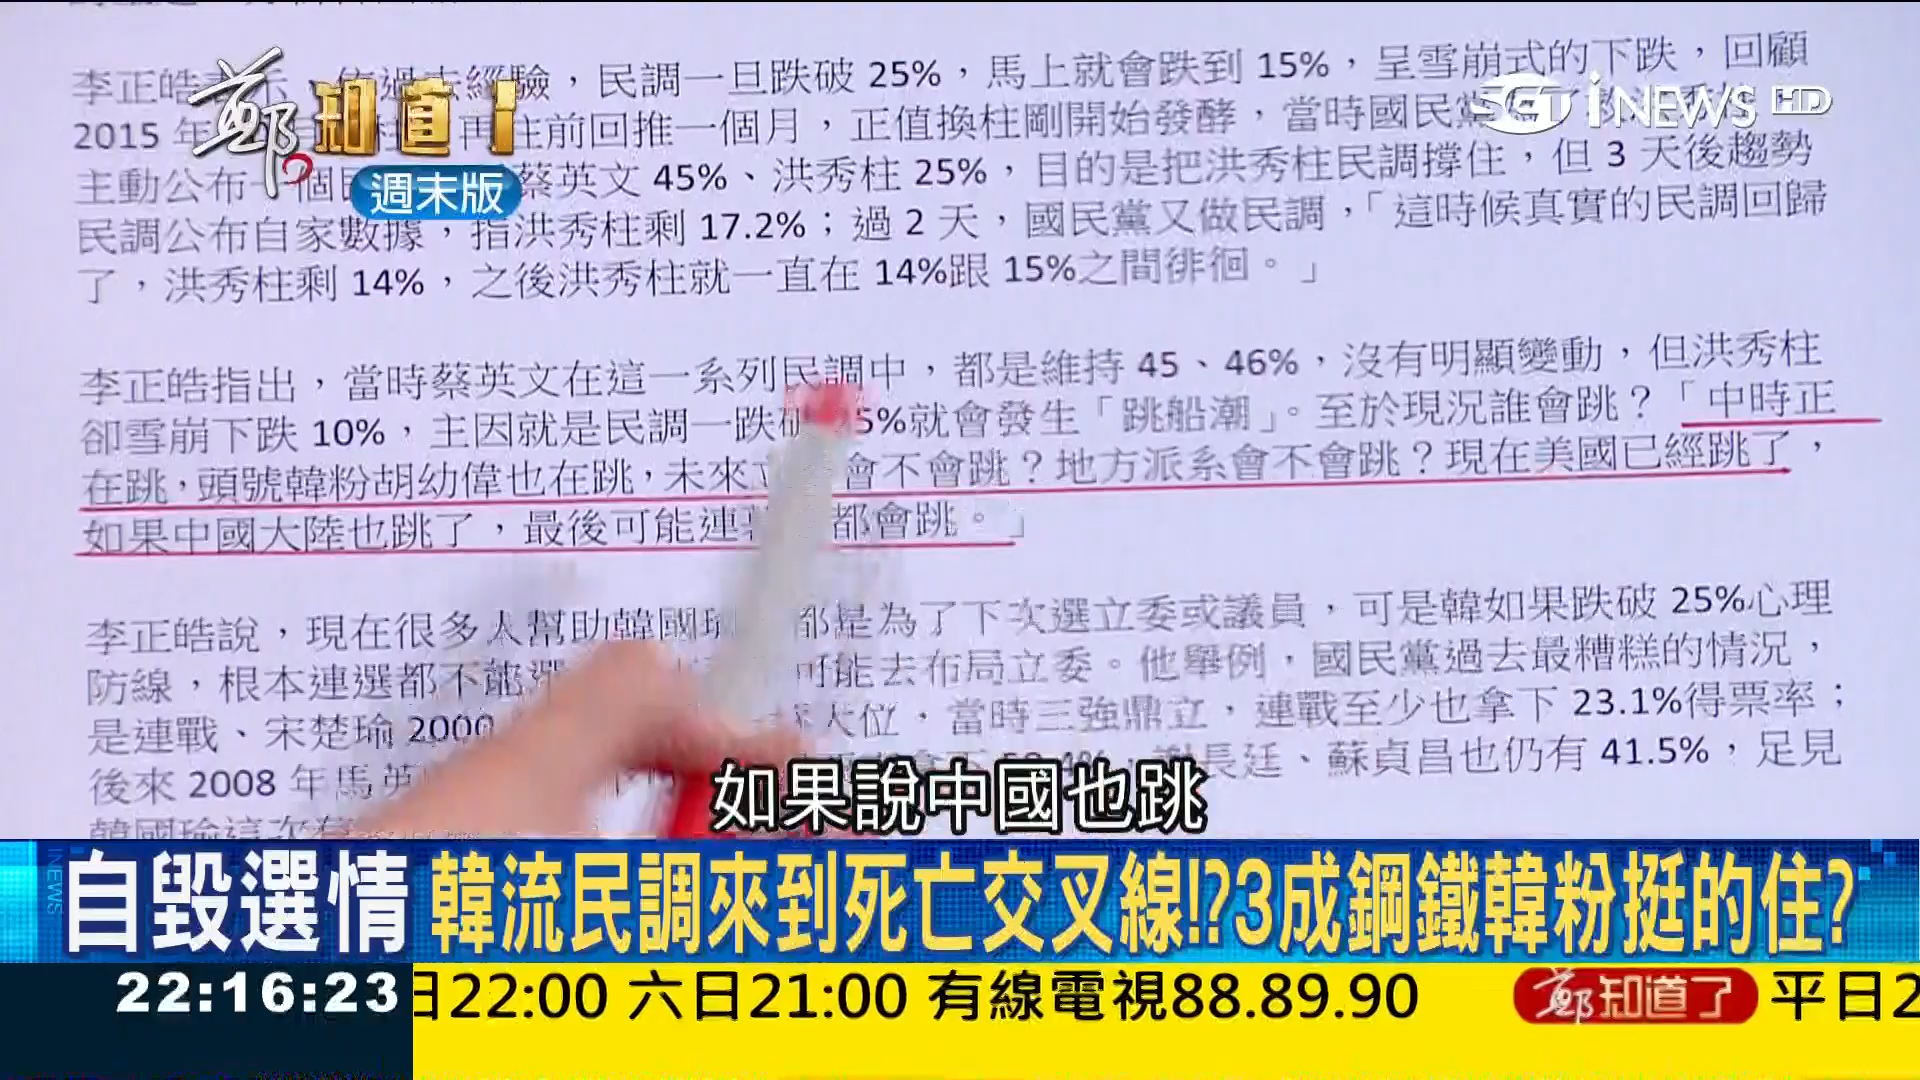 李正皓表示,依過去經驗,民調一旦跌破 25%,馬上就會跌到 15%,呈雪崩式的下跌,回顧
2015 年 再往前回推一個月,正值換柱剛開始發酵,當時國民黨
主動公布一個民 蔡英文 45%、洪秀柱 25%,目的是把洪秀柱民調撐住,但 3 天後趨勢
民調公布自家數據,指洪秀柱剩 17.2%;過 2 天,國民黨又做民調,「這時候真實的民調回歸
了,洪秀柱剩 14%,之後洪秀柱就一直在 14%跟 15%之間徘徊。」
鄭知道了
週末版
SET iNEWS HD
李正皓指出,當時蔡英文在這一系列民調中,都是維持 45、46%,沒有明顯變動,但洪秀柱
卻雪崩下跌 10%,主因就是民調一跌破 25%就會發生「跳船潮」。至於現況誰會跳?「中時正
在跳,頭號韓粉胡幼偉也在跳,未來立 會不會跳?地方派系會不會跳?現在美國已經跳了,
如果中國大陸也跳了,最後可能連 都會跳。」
李正皓說,現在很多人幫助韓國瑜 都是為了下次選立委或議員,可是韓如果跌破 25%心理
防線,根本連選都不能選 可能去布局立委。他舉例,國民黨過去最糟糕的情況,
是連戰、宋楚瑜 2000 大位,當時三強鼎立,連戰至少也拿下 23.1%得票率;
後來 2008 年馬英 長廷、蘇貞昌也仍有 41.5%,足見
韓國瑜這次
如果說中國也跳
INEWS
自毀選情 韓流民調來到死亡交叉線!?3成鋼鐵韓粉挺的住?
22:16:23 日22:00 六日21:00 有線電視88.89.90 鄭知道了 平日2